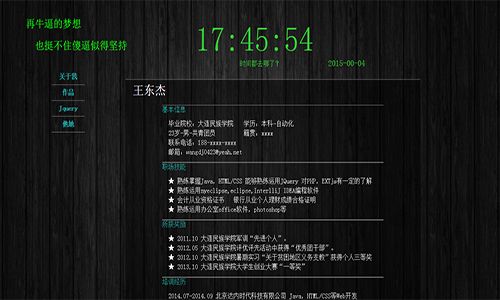 再牛逼的梦想
也挺不住傻逼似得坚持
17:45:54
时间都去哪了?
2015-00-04
关于我
作品
Jquery
他她
王东杰
基本信息
毕业院校：大连民族学院 学历：本科-自动化
23岁-男-共青团员 籍贯：xxxx
联系电话：188-xxxx-xxxx
邮箱：wangdj0423@yeah.net
职场技能
★ 熟练掌握Java，HTML/CSS 能够熟练运用JQuery 对PHP，EXTjs有一定的了解
★ 熟练运用myeclipse,eclipse,Interllij IDEA编程软件
★ 会计从业资格证书 银行从业个人理财成绩合格证明
★ 熟练运用办公室office软件，photoshop等
所获奖励
★ 2011.10 大连民族学院军训“先进个人”，
★ 2012.05 大连民族学院评优评先活动中获得“优秀团干部”。
★ 2012.10 大连民族学院暑期实习“关于贫困地区义务支教”获得个人三等奖
★ 2013.10 大连民族学院大学生创业大赛“一等奖”
培训经历
2014.07-2014.09 北京达内时代科技有限公司 Java，HTML/CSS等Web开发